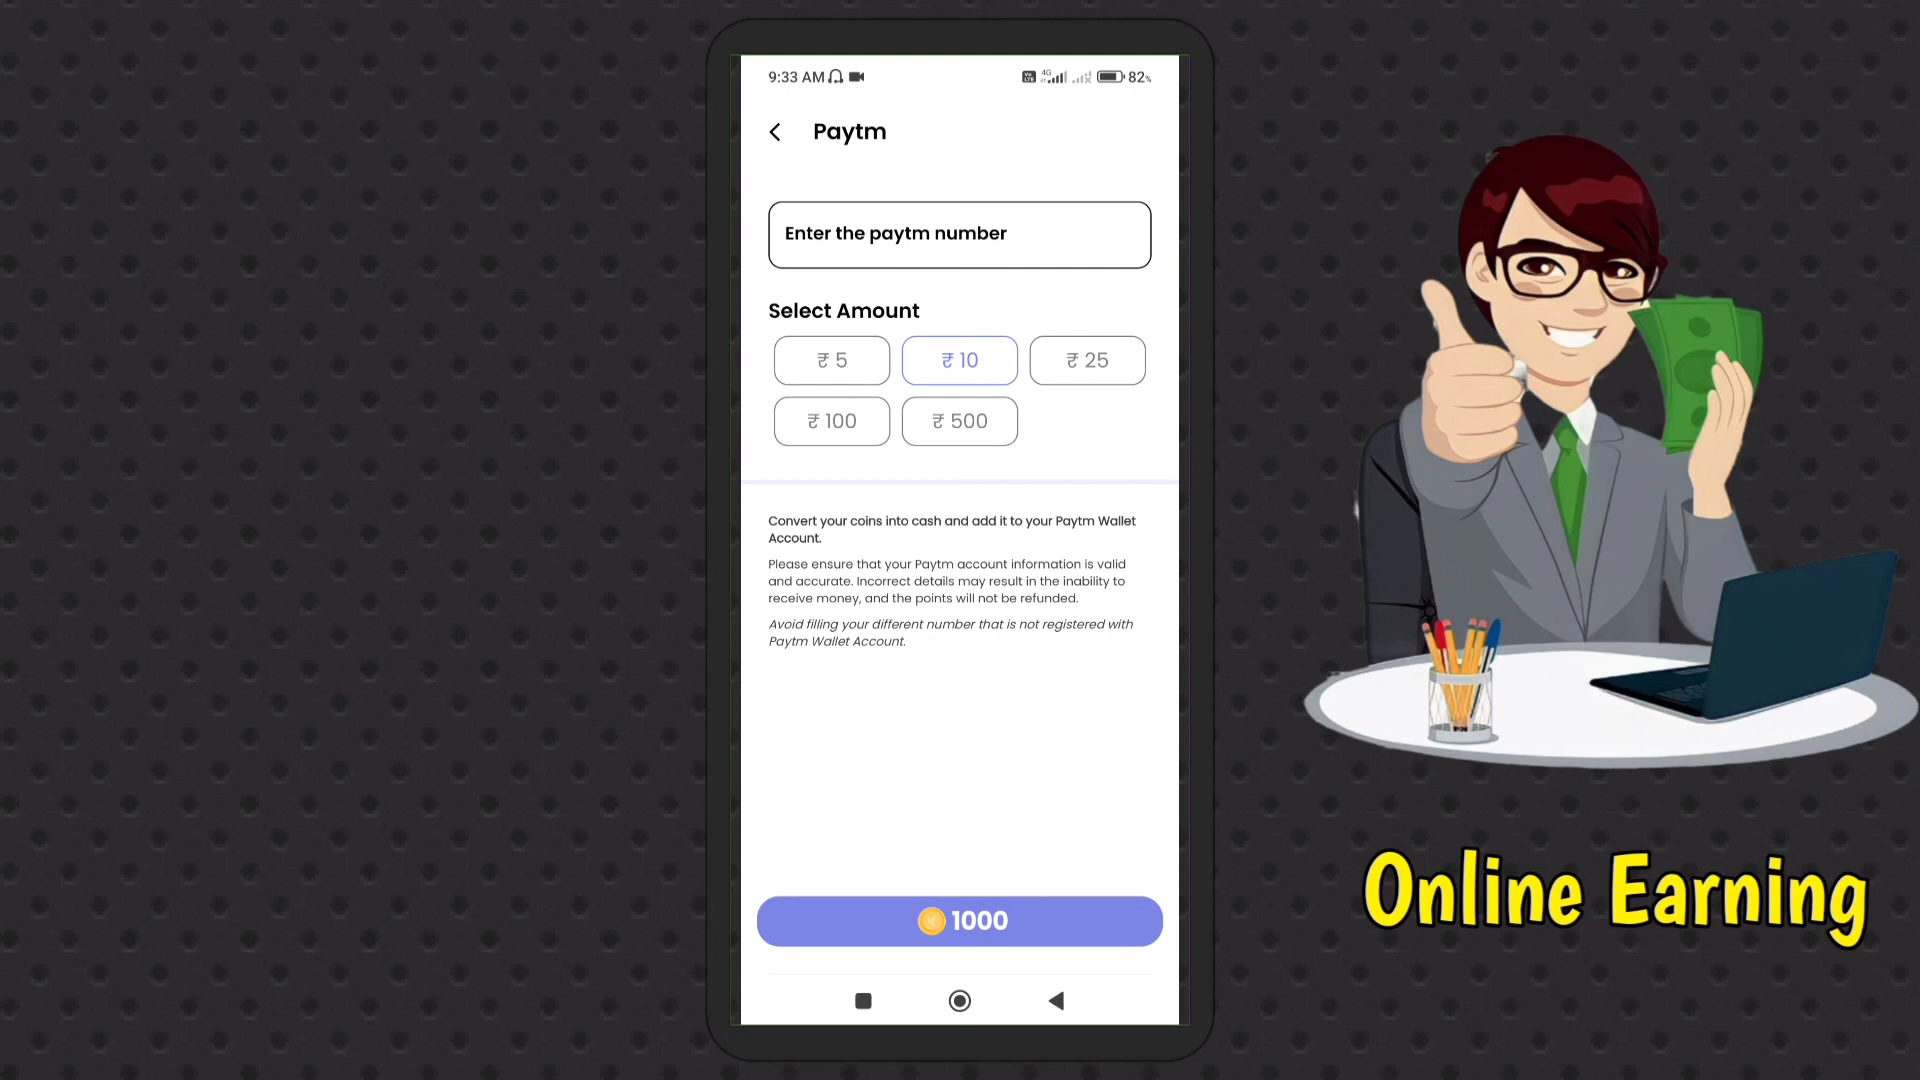 9:33 AM
4G
82%
Paytm
Enter the paytm number
Select Amount
₹ 5
₹ 10
₹ 25
₹ 100
₹ 500
Convert your coins into cash and add it to your Paytm Wallet
Account.
Please ensure that your Paytm account information is valid
and accurate. Incorrect details may result in the inability to
receive money, and the points will not be refunded.
Avoid filling your different number that is not registered with
Paytm Wallet Account.
1000
Online Earning